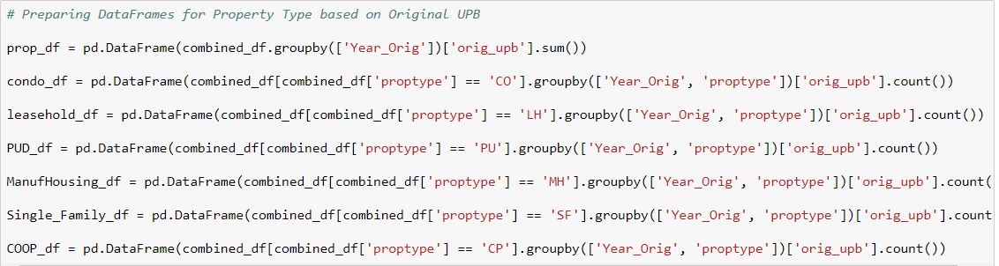 # Preparing DataFrames for Property Type based on Original UPB
prop_df = pd.DataFrame(combined_df.groupby(['Year_Orig'])['orig_upb'].sum())
condo_df = pd.DataFrame(combined_df[combined_df['proptype'] == 'CO'].groupby(['Year_Orig', 'proptype'])['orig_upb'].count())
leasehold_df = pd.DataFrame(combined_df[combined_df['proptype'] == 'LH'].groupby(['Year_Orig', 'proptype'])['orig_upb'].count())
PUD_df = pd.DataFrame(combined_df[combined_df['proptype'] == 'PU'].groupby(['Year_Orig', 'proptype'])['orig_upb'].count())
ManufHousing_df = pd.DataFrame(combined_df[combined_df['proptype'] == 'MH'].groupby(['Year_Orig', 'proptype'])['orig_upb'].count(
Single_Family_df = pd.DataFrame(combined_df[combined_df['proptype'] == 'SF'].groupby(['Year_Orig', 'proptype'])['orig_upb'].count
COOP_df = pd.DataFrame(combined_df[combined_df['proptype'] == 'CP'].groupby(['Year_Orig', 'proptype'])['orig_upb'].count())